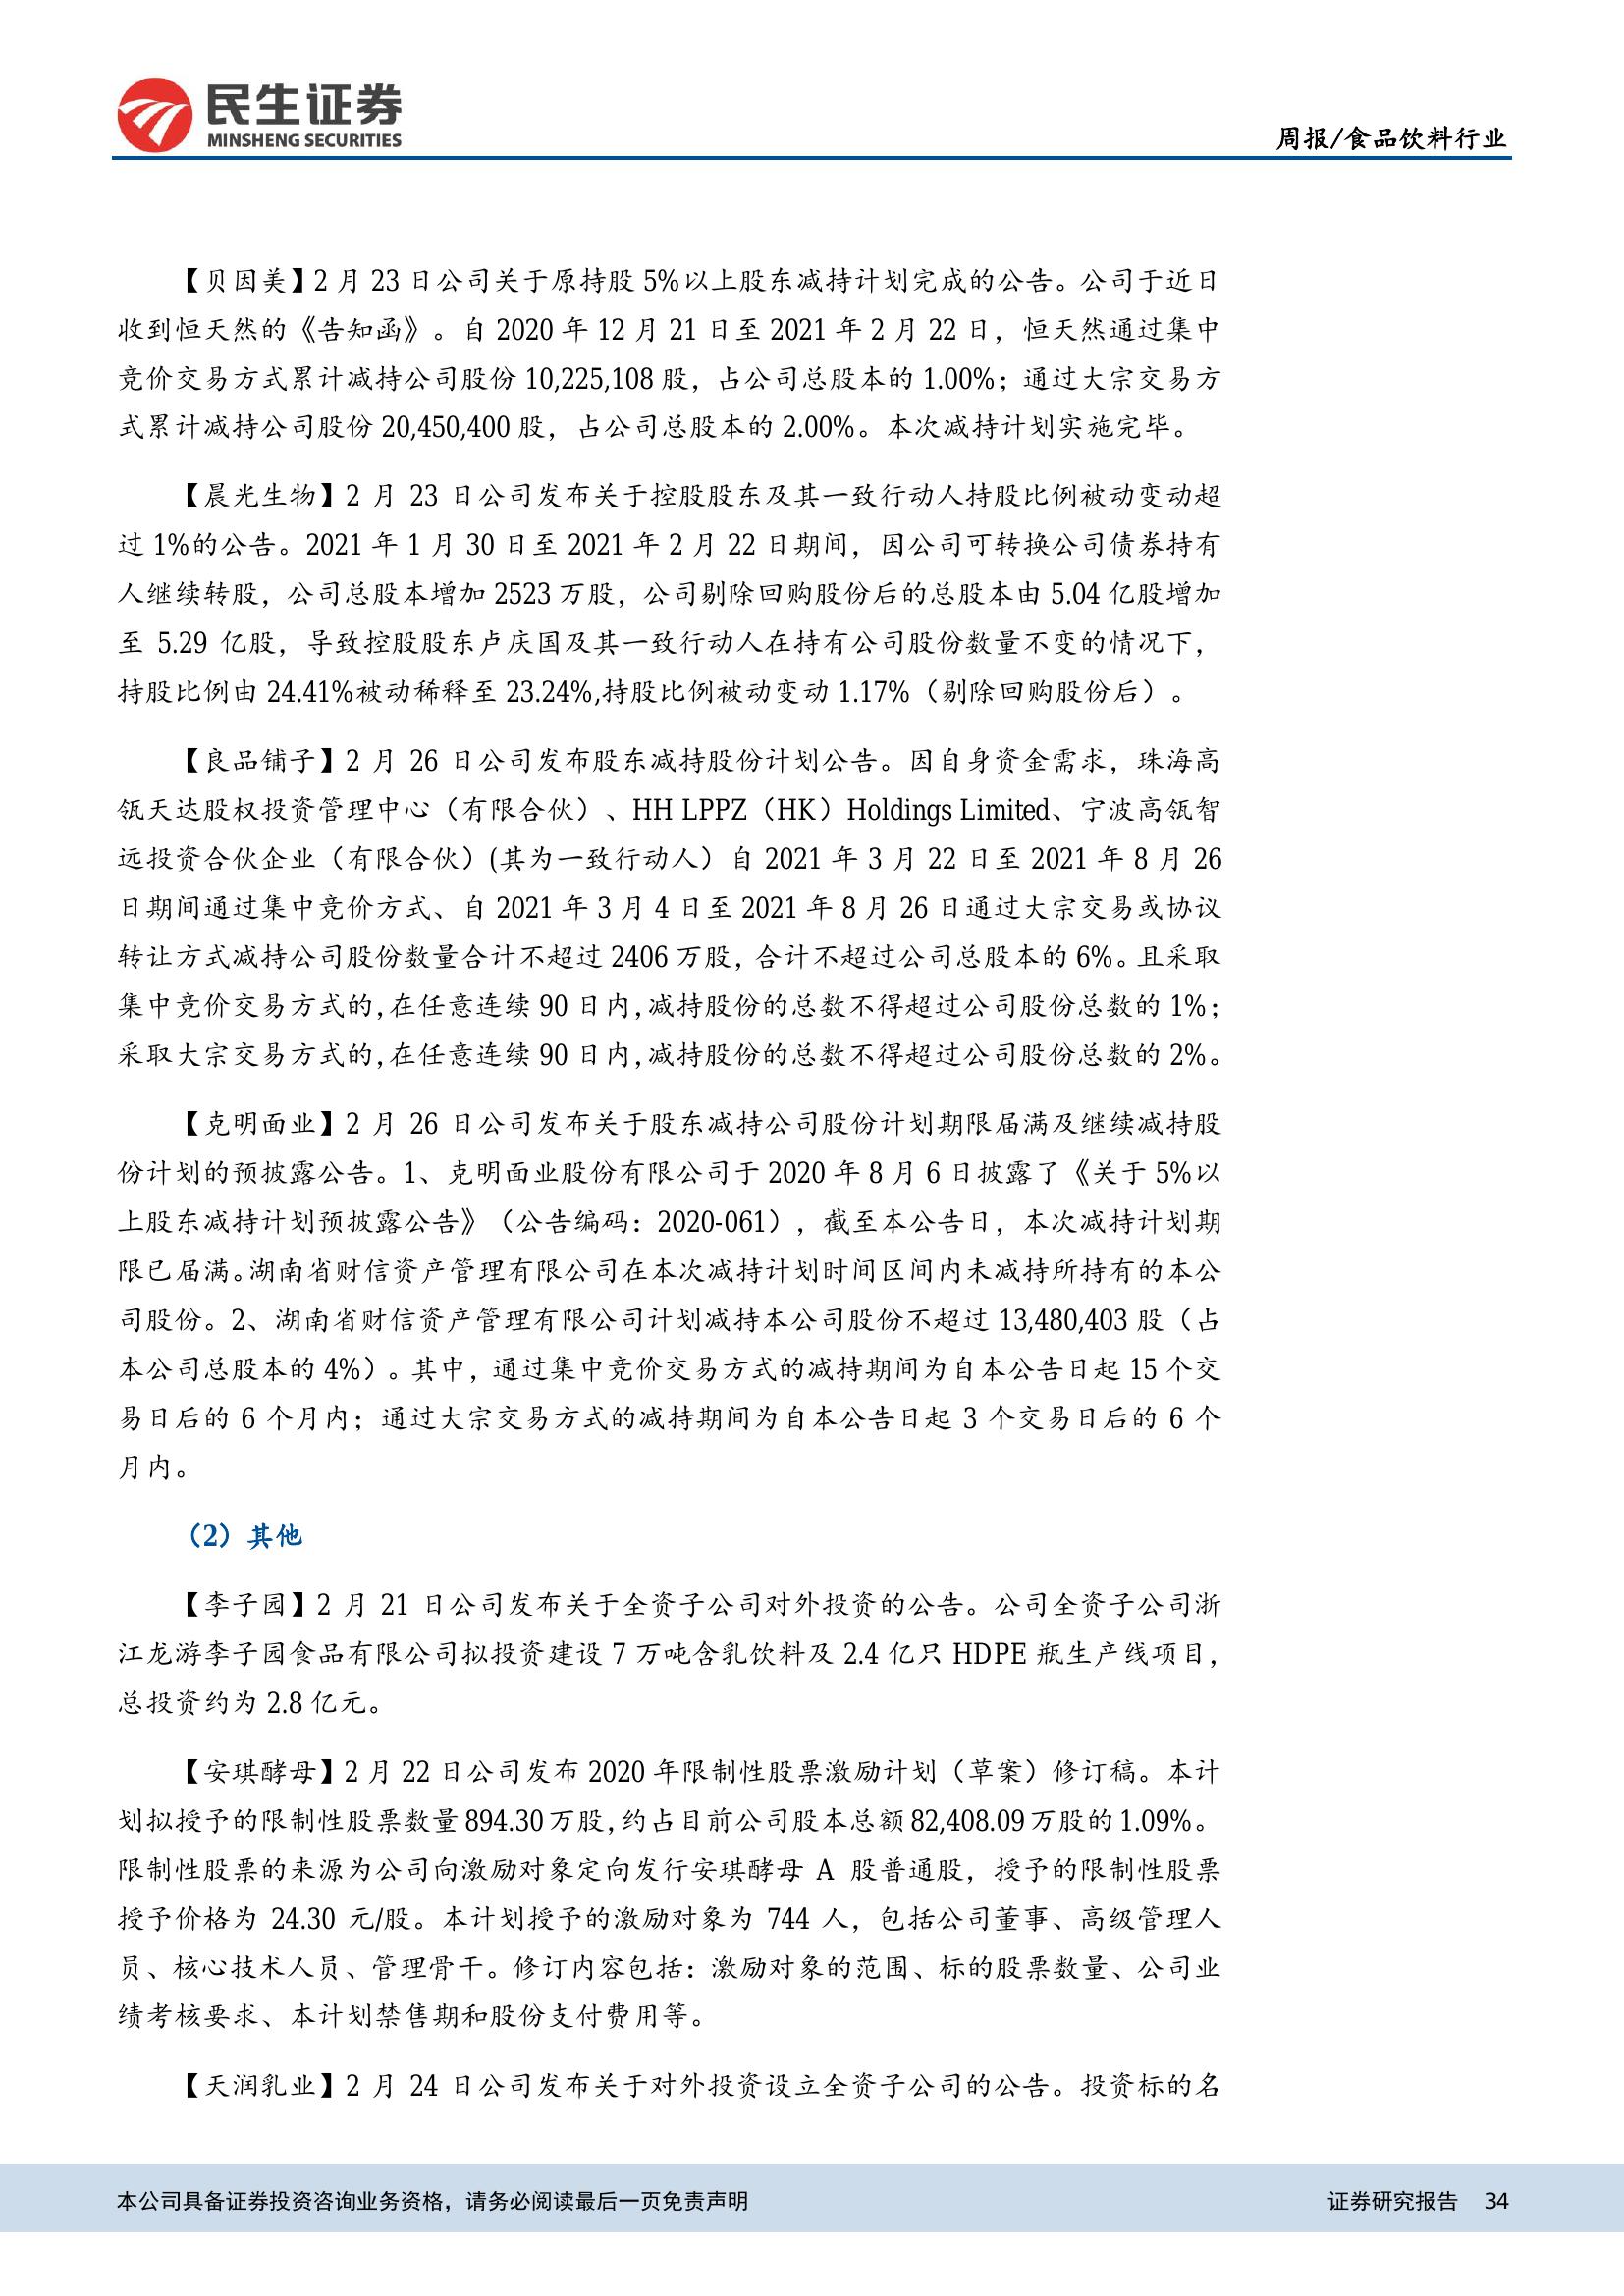 民生证券
MINSHENG SECURITIES
周报/食品饮料行业
【贝因美】2 月 23 日公司关于原持股 5%以上股东减持计划完成的公告。公司于近日
收到恒天然的《告知函》。自 2020 年 12 月 21 日至 2021 年 2 月 22 日，恒天然通过集中
竞价交易方式累计减持公司股份 10,225,108 股，占公司总股本的 1.00%；通过大宗交易方
式累计减持公司股份 20,450,400 股，占公司总股本的 2.00%。本次减持计划实施完毕。
【晨光生物】2 月 23 日公司发布关于控股股东及其一致行动人持股比例被动变动超
过 1%的公告。2021 年 1 月 30 日至 2021 年 2 月 22 日期间，因公司可转换公司债券持有
人继续转股，公司总股本增加 2523 万股，公司剔除回购股份后的总股本由 5.04 亿股增加
至 5.29 亿股，导致控股股东卢庆国及其一致行动人在持有公司股份数量不变的情况下，
持股比例由 24.41%被动稀释至 23.24%,持股比例被动变动 1.17%（剔除回购股份后）。
【良品铺子】2 月 26 日公司发布股东减持股份计划公告。因自身资金需求，珠海高
瓴天达股权投资管理中心（有限合伙）、HH LPPZ（HK）Holdings Limited、宁波高瓴智
远投资合伙企业（有限合伙）(其为一致行动人）自 2021 年 3 月 22 日至 2021 年 8 月 26
日期间通过集中竞价方式、自 2021 年 3 月 4 日至 2021 年 8 月 26 日通过大宗交易或协议
转让方式减持公司股份数量合计不超过 2406 万股，合计不超过公司总股本的 6%。且采取
集中竞价交易方式的，在任意连续 90 日内，减持股份的总数不得超过公司股份总数的 1%；
采取大宗交易方式的，在任意连续 90 日内，减持股份的总数不得超过公司股份总数的 2%。
【克明面业】2 月 26 日公司发布关于股东减持公司股份计划期限届满及继续减持股
份计划的预披露公告。1、克明面业股份有限公司于 2020 年 8 月 6 日披露了《关于 5%以
上股东减持计划预披露公告》（公告编码：2020-061），截至本公告日，本次减持计划期
限已届满。湖南省财信资产管理有限公司在本次减持计划时间区间内未减持所持有的本公
司股份。2、湖南省财信资产管理有限公司计划减持本公司股份不超过 13,480,403 股（占
本公司总股本的 4%）。其中，通过集中竞价交易方式的减持期间为自本公告日起 15 个交
易日后的 6 个月内；通过大宗交易方式的减持期间为自本公告日起 3 个交易日后的 6 个
月内。
（2）其他
【李子园】2 月 21 日公司发布关于全资子公司对外投资的公告。公司全资子公司浙
江龙游李子园食品有限公司拟投资建设 7 万吨含乳饮料及 2.4 亿只 HDPE 瓶生产线项目，
总投资约为 2.8 亿元。
【安琪酵母】2 月 22 日公司发布 2020 年限制性股票激励计划（草案）修订稿。本计
划拟授予的限制性股票数量 894.30 万股，约占目前公司股本总额 82,408.09 万股的 1.09%。
限制性股票的来源为公司向激励对象定向发行安琪酵母 A 股普通股，授予的限制性股票
授予价格为 24.30 元/股。本计划授予的激励对象为 744 人，包括公司董事、高级管理人
员、核心技术人员、管理骨干。修订内容包括：激励对象的范围、标的股票数量、公司业
绩考核要求、本计划禁售期和股份支付费用等。
【天润乳业】2 月 24 日公司发布关于对外投资设立全资子公司的公告。投资标的名
本公司具备证券投资咨询业务资格，请务必阅读最后一页免责声明
证券研究报告 34